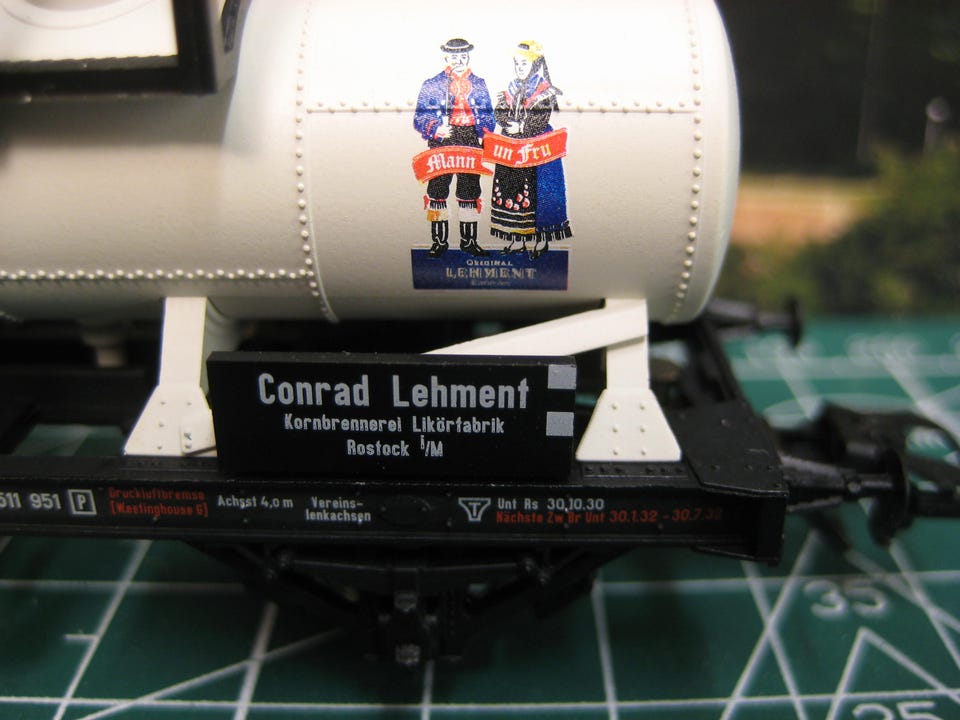 Mann un Fru
ORIGINAL
LEHMENT
Conrad Lehment
Kornbrennerei Likörfabrik
Rostock i/M
511 951 P Druckluftbremse Achsst 4,0 m Vereins- Unt Rs 30.10.30
[Westinghouse G] lenkachsen Nächste Zw Br Unt 30.1.32 - 30.7.32
35
25